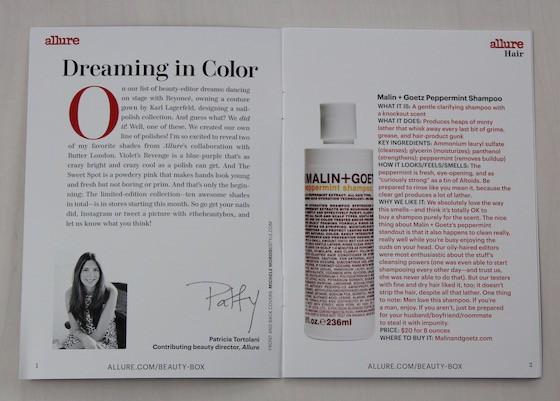 allure
Dreaming in Color
On our list of beauty-editor dreams: dancing
on stage with Beyoncé, owning a couture
gown by Karl Lagerfeld, designing a nail-
polish collection. And guess what? We did
it! Well, one of these. We created our own
line of polishes! I'm so excited to reveal two
of my favorite shades from Allure's collaboration with
Butter London. Violet's Revenge is a blue-purple that's as
crazy bright and crazy cool as a polish can get. And The
Sweet Spot is a powdery pink that makes hands look young
and fresh but not boring or prim. And that's only the begin-
ning: The limited-edition collection–ten awesome shades
in total–is in stores starting this month. So go get your nails
did, Instagram or tweet a picture with #thebeautybox, and
let us know what you think!
FRONT AND BACK COVERS:
Patty
Patricia Tortolani
Contributing beauty director, Allure
1
ALLURE.COM/BEAUTY-BOX
allure
Hair
MALIN+GOETZ
peppermint shampoo
fl.oz.℮236ml
Malin + Goetz Peppermint Shampoo
WHAT IT IS: A gentle clarifying shampoo with
a knockout scent
WHAT IT DOES: Produces heaps of minty
lather that whisk away every last bit of grime,
grease, and hair-product gunk
KEY INGREDIENTS: Ammonium lauryl sulfate
(cleanses); glycerin (moisturizes); panthenol
(strengthens); peppermint (removes buildup)
HOW IT LOOKS/FEELS/SMELLS: The
peppermint is fresh, eye-opening, and as
"curiously strong" as a tin of Altoids. Be
prepared to rinse like you mean it, because the
clear gel produces a lot of lather.
WHY WE LIKE IT: We absolutely love the way
this smells—and think it's totally OK to
buy a shampoo purely for the scent. The nice
thing about Malin + Goetz's peppermint
standout is that it also happens to clean really,
really well while you're busy enjoying the
suds on your head. Our oily-haired editors
were most enthusiastic about the stuff's
cleansing powers (one was even able to start
shampooing every other day—and trust us,
she was never able to do that). But our testers
with fine and dry hair liked it, too; it doesn't
strip the hair, despite all that lather. One thing
to note: Men love this shampoo. If you're
a man, enjoy. If you aren't, just be prepared
for your husband/boyfriend/roommate
to steal it with impunity.
PRICE: $20 for 8 ounces
WHERE TO BUY IT: Malinandgoetz.com
ALLURE.COM/BEAUTY-BOX